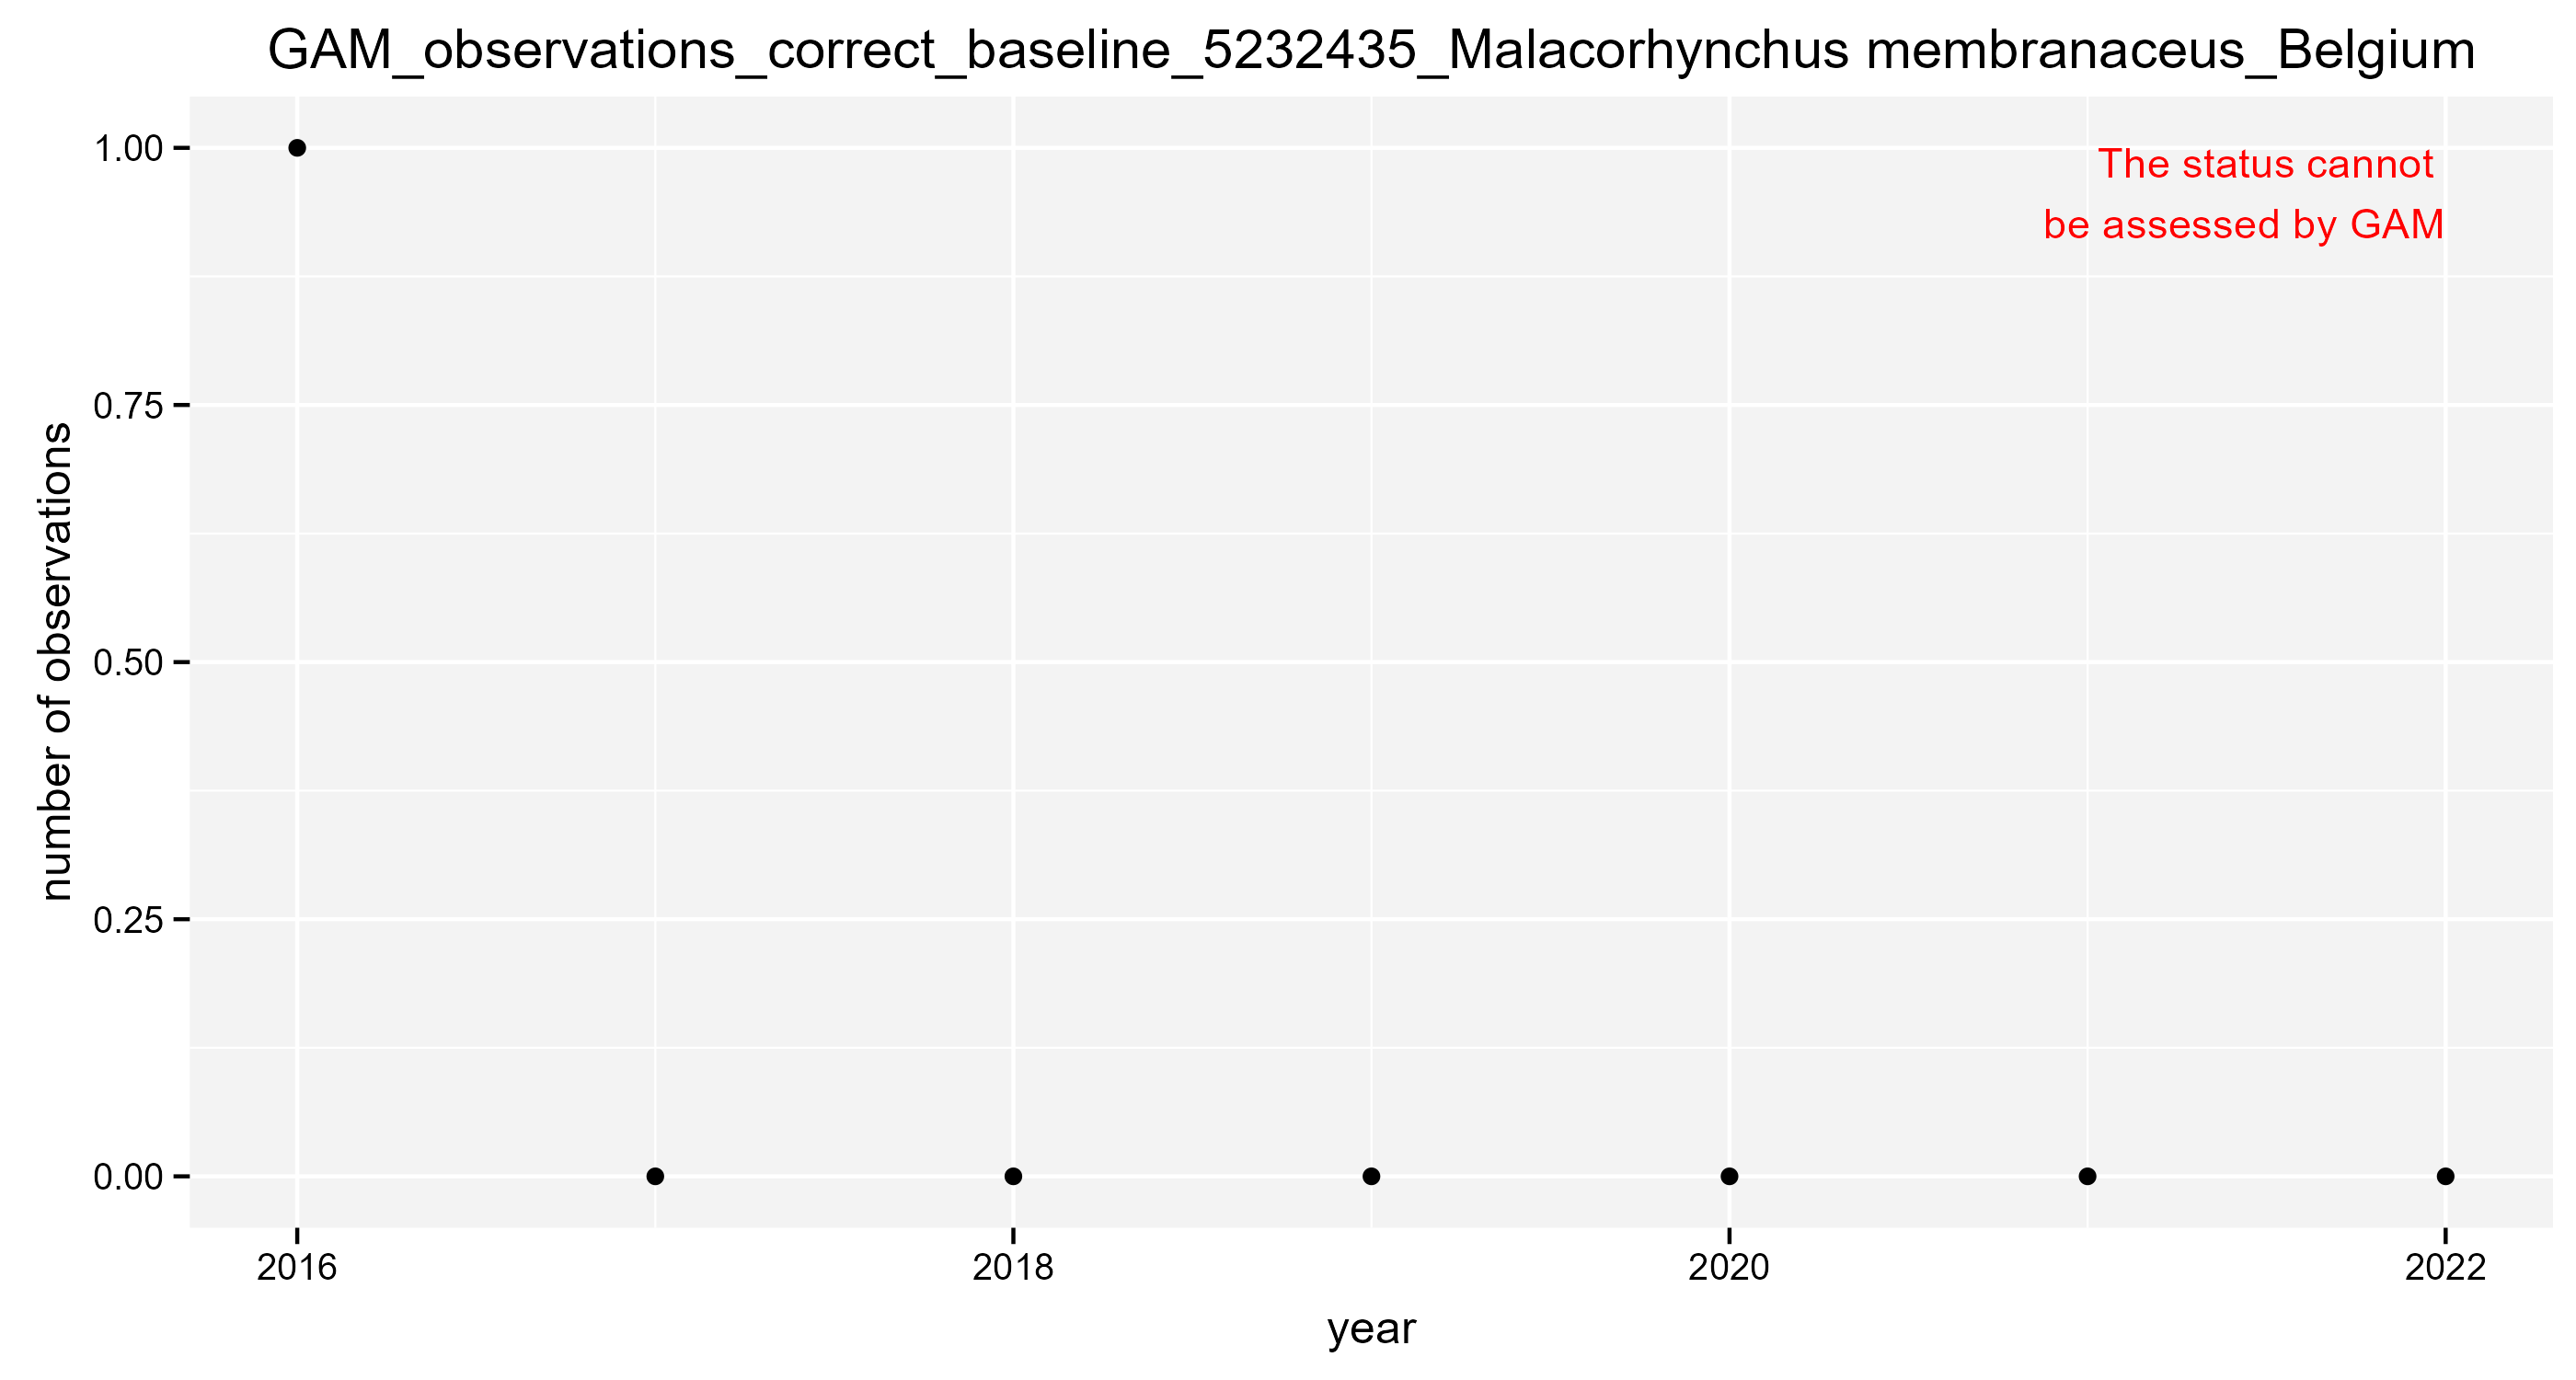 GAM_observations_correct_baseline_5232435_Malacorhynchus membranaceus_Belgium
The status cannot
be assessed by GAM
number of observations
1.00
0.75
0.50
0.25
0.00
2016 2018 2020 2022
year